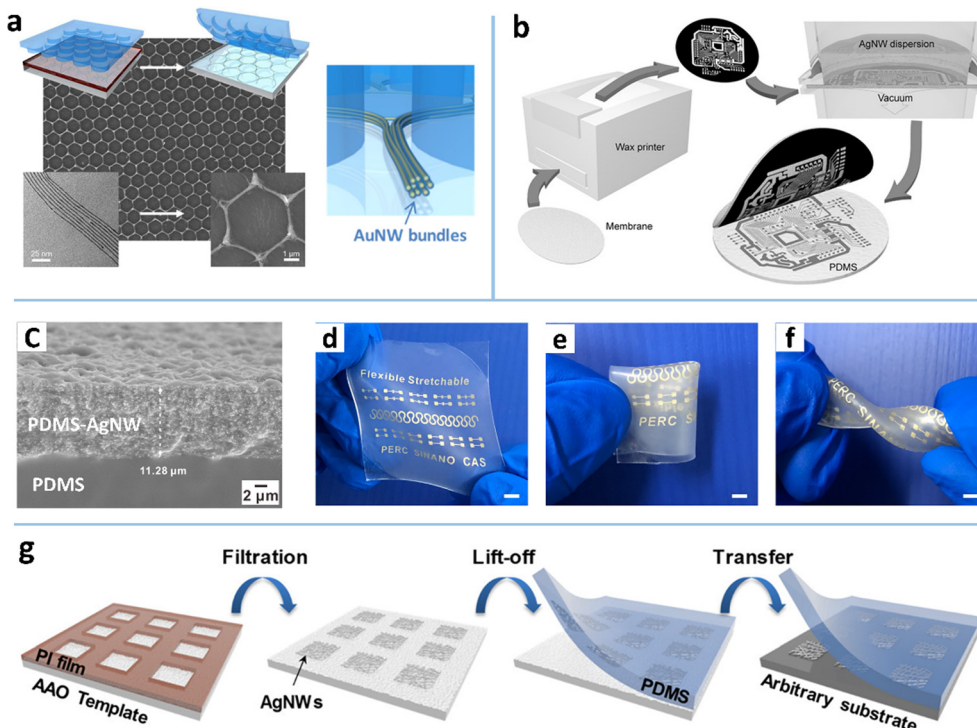 a
25 nm
1 μm
AuNW bundles
b
Wax printer
Membrane
AgNW dispersion
Vacuum
PDMS
C
PDMS-AgNW
11.28 μm
PDMS
2 μm
d
Flexible Stretchable
PERC SINANO CAS
e
PERC SI
f
PERC SINA
g
Filtration
Lift-off
Transfer
PI film
AAO Template
AgNWs
PDMS
Arbitrary substrate